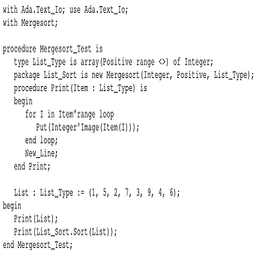 with Ada.Text_Io; use Ada.Text_Io;
with Mergesort;

procedure Mergesort_Test is
   type List_Type is array(Positive range <>) of Integer;
   package List_Sort is new Mergesort(Integer, Positive, List_Type);
   procedure Print(Item : List_Type) is
   begin
      for I in Item'range loop
         Put(Integer'Image(Item(I)));
      end loop;
      New_Line;
   end Print;

   List : List_Type := (1, 5, 2, 7, 3, 9, 4, 6);
begin
   Print(List);
   Print(List_Sort.Sort(List));
end Mergesort_Test;